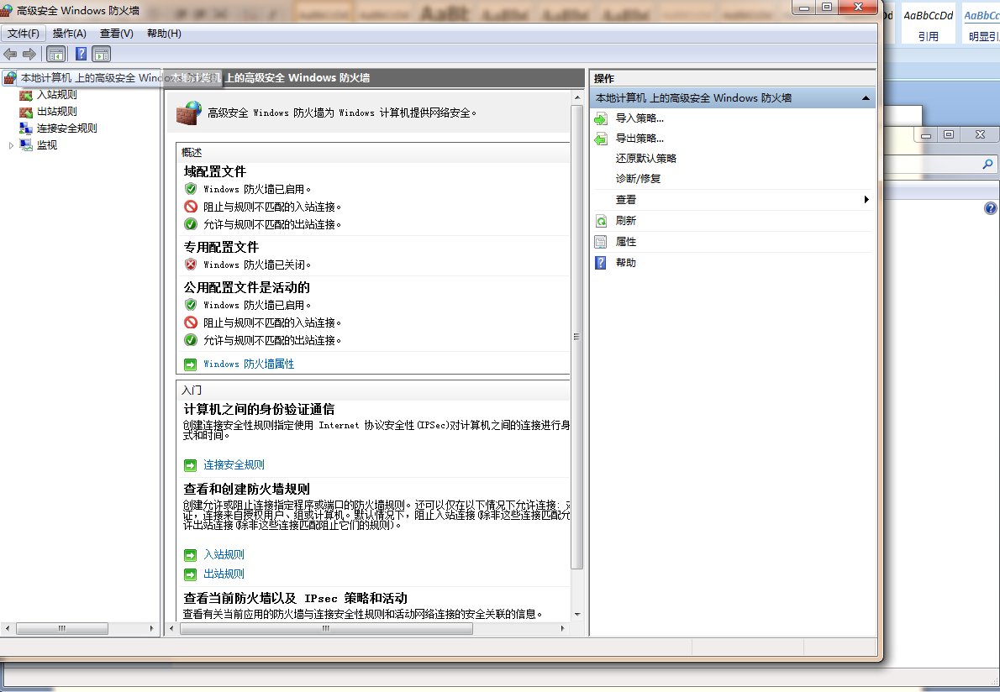 高级安全 Windows 防火墙
文件(F) 操作(A) 查看(V) 帮助(H)
本地计算机 上的高级安全 Windo
入站规则
出站规则
连接安全规则
监视
本地计算机 上的高级安全 Windows 防火墙
高级安全 Windows 防火墙为 Windows 计算机提供网络安全。
概述
域配置文件
Windows 防火墙已启用。
阻止与规则不匹配的入站连接。
允许与规则不匹配的出站连接。
专用配置文件
Windows 防火墙已关闭。
公用配置文件是活动的
Windows 防火墙已启用。
阻止与规则不匹配的入站连接。
允许与规则不匹配的出站连接。
Windows 防火墙属性
入门
计算机之间的身份验证通信
创建连接安全性规则指定使用 Internet 协议安全性(IPSec)对计算机之间的连接进行身
式和时间。
连接安全规则
查看和创建防火墙规则
创建允许或阻止连接指定程序或端口的防火墙规则。还可以仅在以下情况下允许连接:
证，连接来自授权用户、组或计算机。默认情况下，阻止入站连接(除非这些连接匹配允
许出站连接(除非这些连接匹配阻止它们的规则)。
入站规则
出站规则
查看当前防火墙以及 IPsec 策略和活动
查看有关当前应用的防火墙与连接安全性规则和活动网络连接的安全关联的信息。
操作
本地计算机 上的高级安全 Windows 防火墙
导入策略...
导出策略...
还原默认策略
诊断/修复
查看
刷新
属性
帮助
AaBbCcDd
引用
AaBbCc
明显引